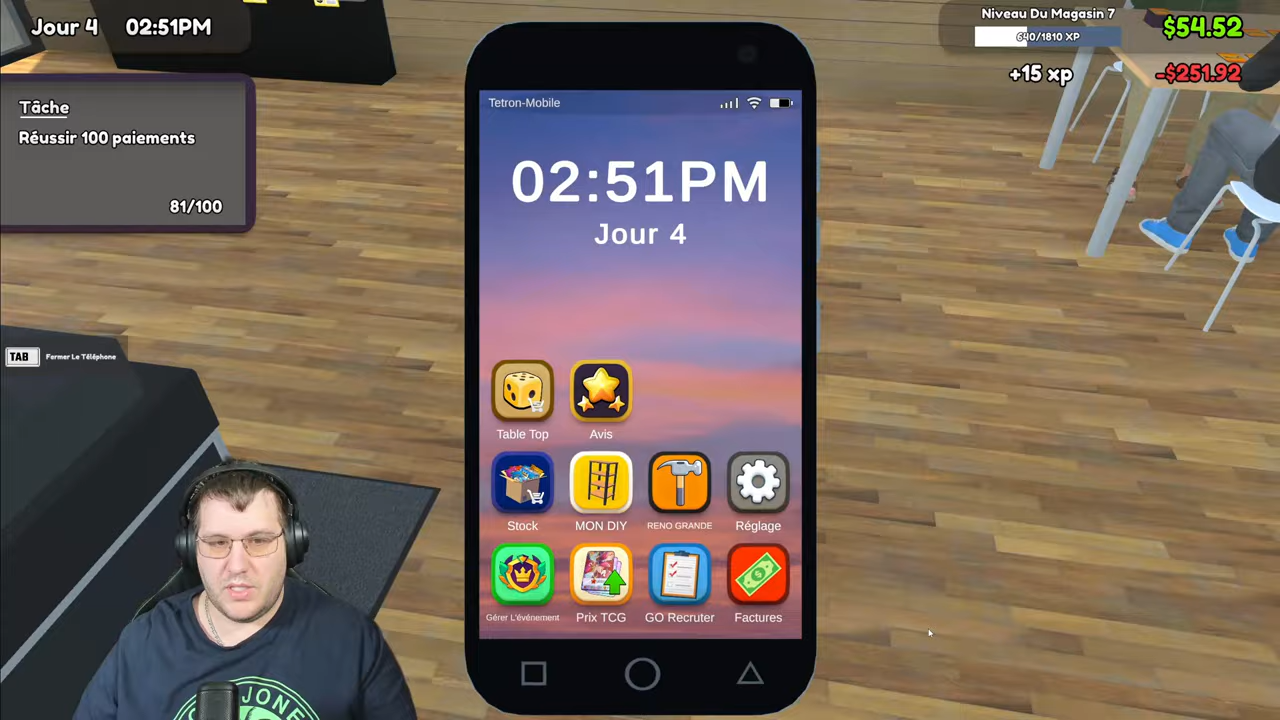 Jour 4 02:51PM
Niveau Du Magasin 7
640/1810 XP
$54.52
+15 xp
-$251.92
Tâche
Réussir 100 paiements
81/100
TAB Fermer Le Téléphone
Tetron-Mobile
02:51PM
Jour 4
Table Top
Avis
Stock
MON DIY
RENO GRANDE
Réglage
Gérer L'événement
Prix TCG
GO Recruter
Factures
JONE